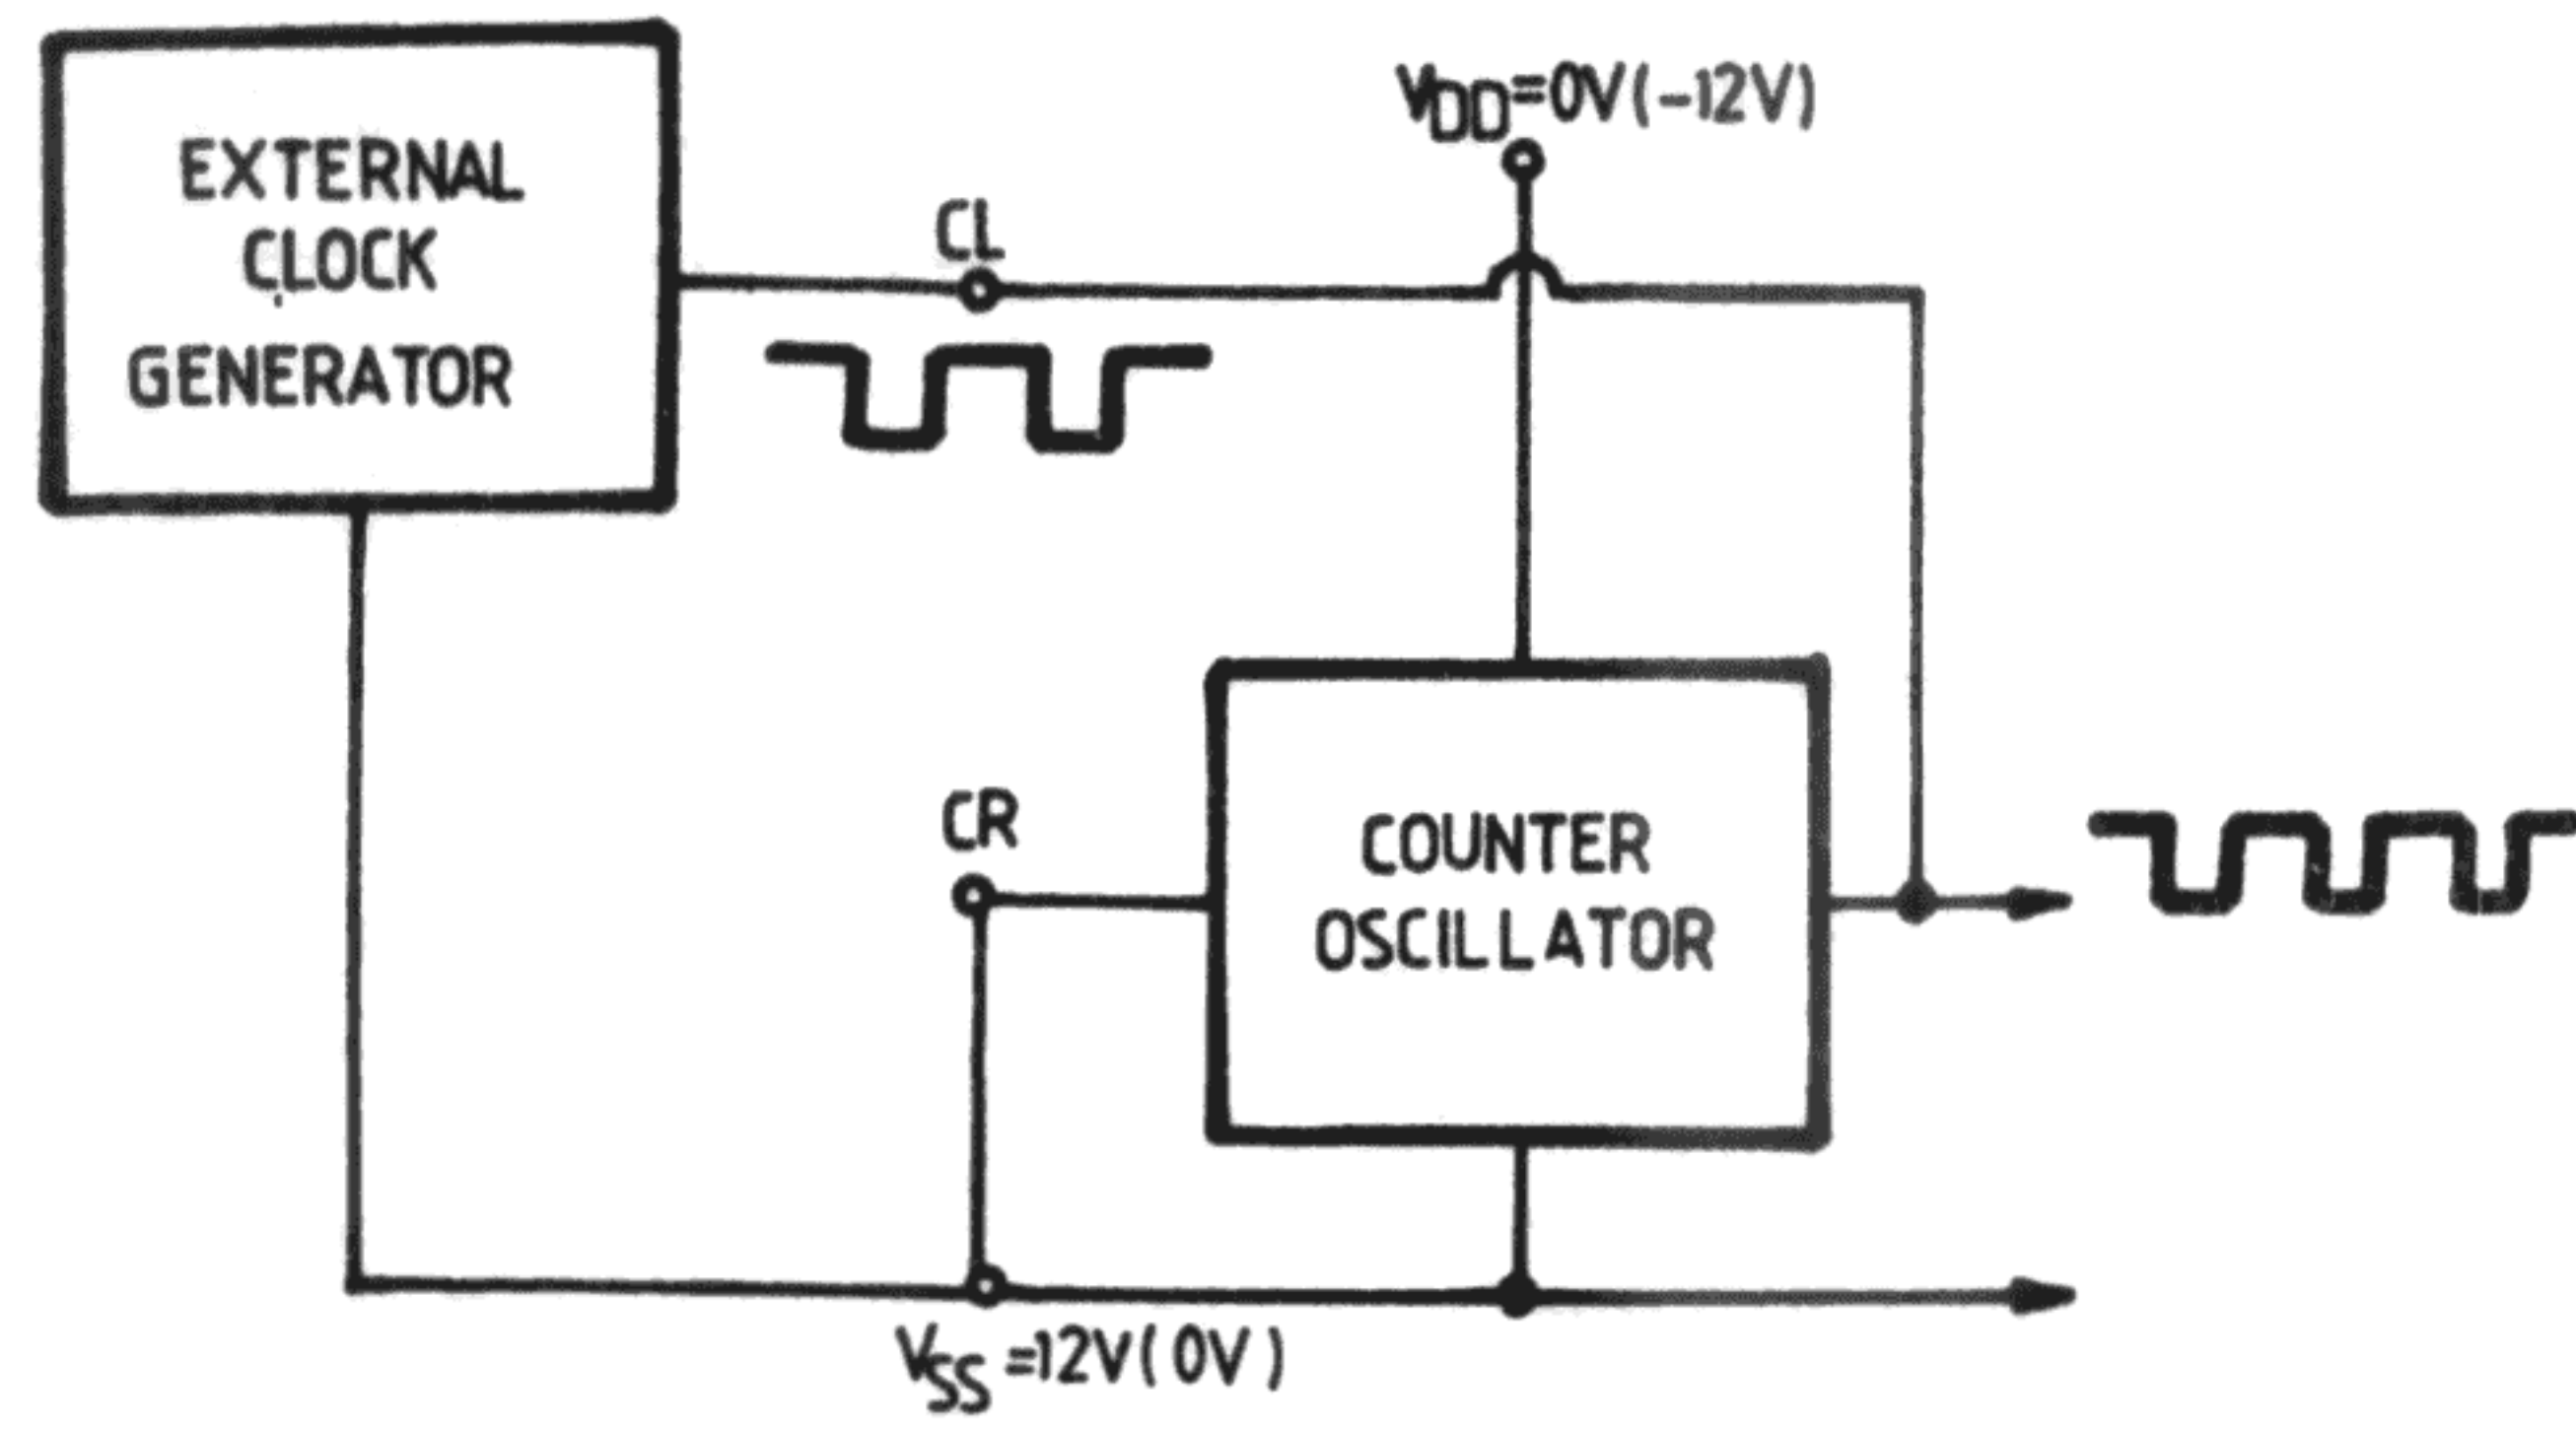 EXTERNAL
CLOCK
GENERATOR
CL
VDD=0V(-12V)
CR
COUNTER
OSCILLATOR
VSS=12V(0V)